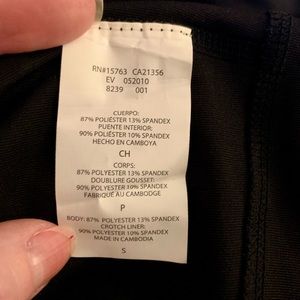 RN#15763 CA21356
EV 052010
8239 001
CUERPO:
87% POLIÉSTER 13% SPANDEX
PUENTE INTERIOR:
90% POLIÉSTER 10% SPANDEX
HECHO EN CAMBOYA
CH
CORPS:
87% POLYESTER 13% SPANDEX
DOUBLURE GOUSSET:
90% POLYESTER 10% SPANDEX
FABRIQUÉ AU CAMBODGE
P
BODY: 87% POLYESTER 13% SPANDEX
CROTCH LINER:
90% POLYESTER 10% SPANDEX
MADE IN CAMBODIA
S